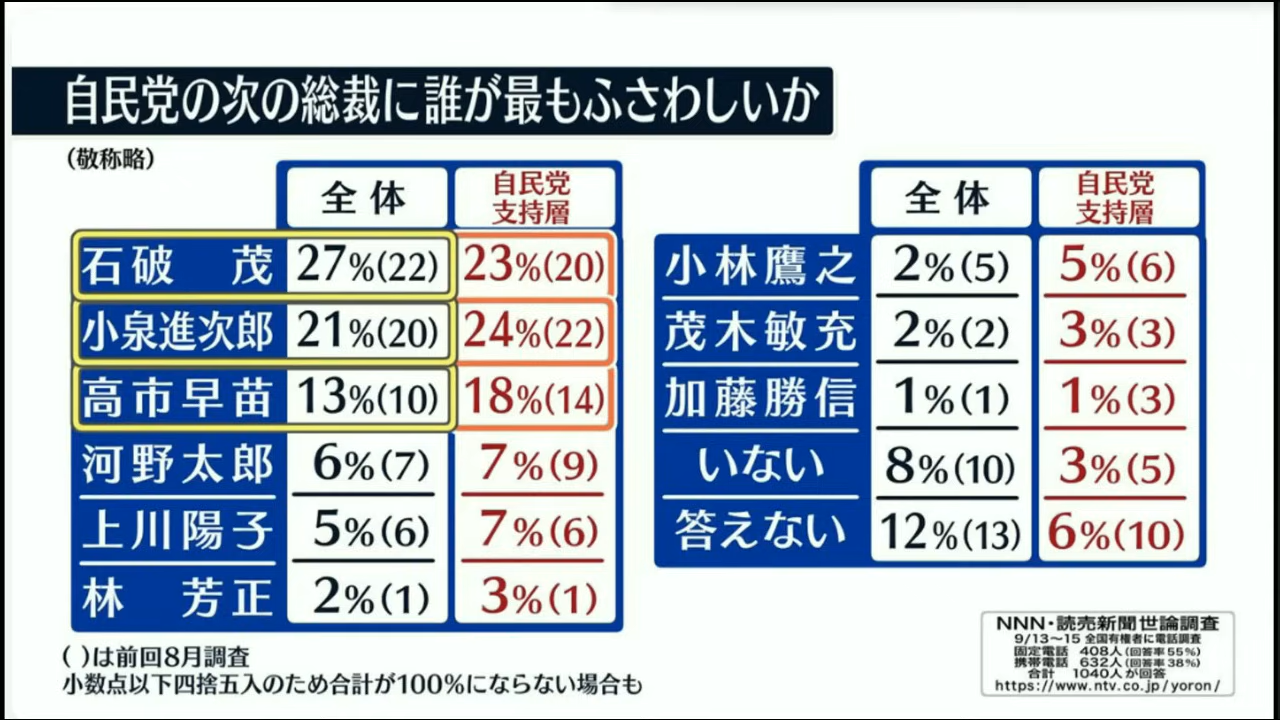 自民党の次の総裁に誰が最もふさわしいか
(敬称略)
全体 自民党支持層
石破 茂 27%(22) 23%(20)
小泉進次郎 21%(20) 24%(22)
高市早苗 13%(10) 18%(14)
河野太郎 6%(7) 7%(9)
上川陽子 5%(6) 7%(6)
林 芳正 2%(1) 3%(1)
全体 自民党支持層
小林鷹之 2%(5) 5%(6)
茂木敏充 2%(2) 3%(3)
加藤勝信 1%(1) 1%(3)
いない 8%(10) 3%(5)
答えない 12%(13) 6%(10)
( )は前回8月調査
小数点以下四捨五入のため合計が100%にならない場合も
NNN・読売新聞世論調査
9/13～15 全国有権者に電話調査
固定電話 408人(回答率55%)
携帯電話 632人(回答率38%)
合計 1040人が回答
https://www.ntv.co.jp/yoron/